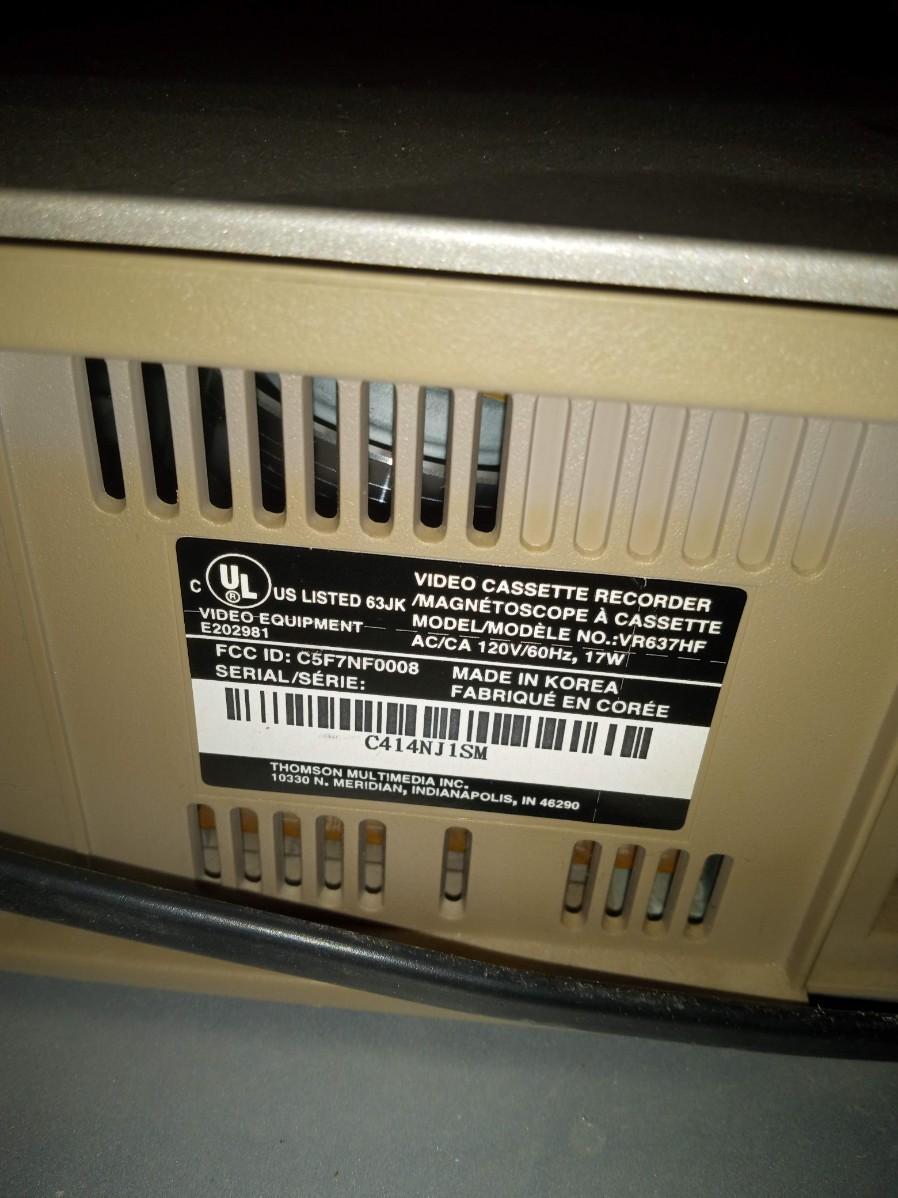 C UL ® US LISTED 63JK
VIDEO EQUIPMENT
E202981
VIDEO CASSETTE RECORDER
/MAGNÉTOSCOPE À CASSETTE
MODEL/MODÈLE NO.:VR637HF
AC/CA 120V/60Hz, 17W
FCC ID: C5F7NF0008
SERIAL/SÉRIE:
MADE IN KOREA
FABRIQUÉ EN CORÉE
C414NJ1SM
THOMSON MULTIMEDIA INC.
10330 N. MERIDIAN, INDIANAPOLIS, IN 46290